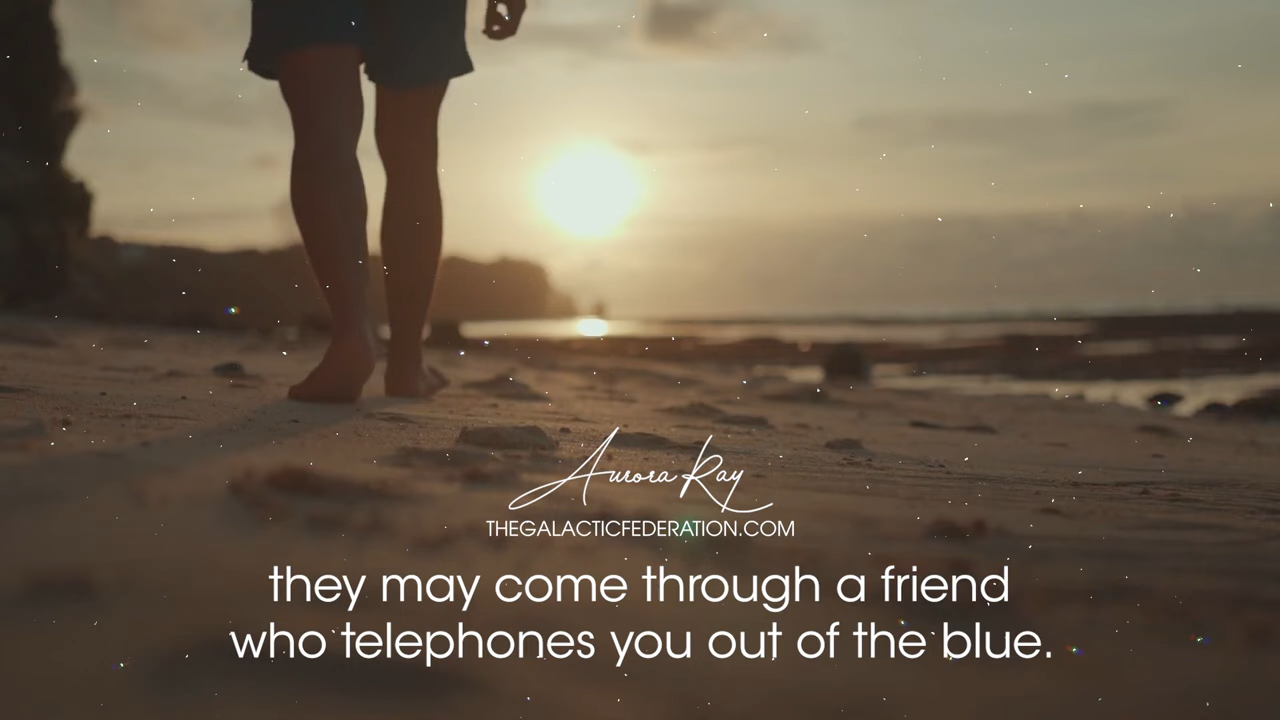 Aurora Ray
THEGALACTICFEDERATION.COM
they may come through a friend
who telephones you out of the blue.